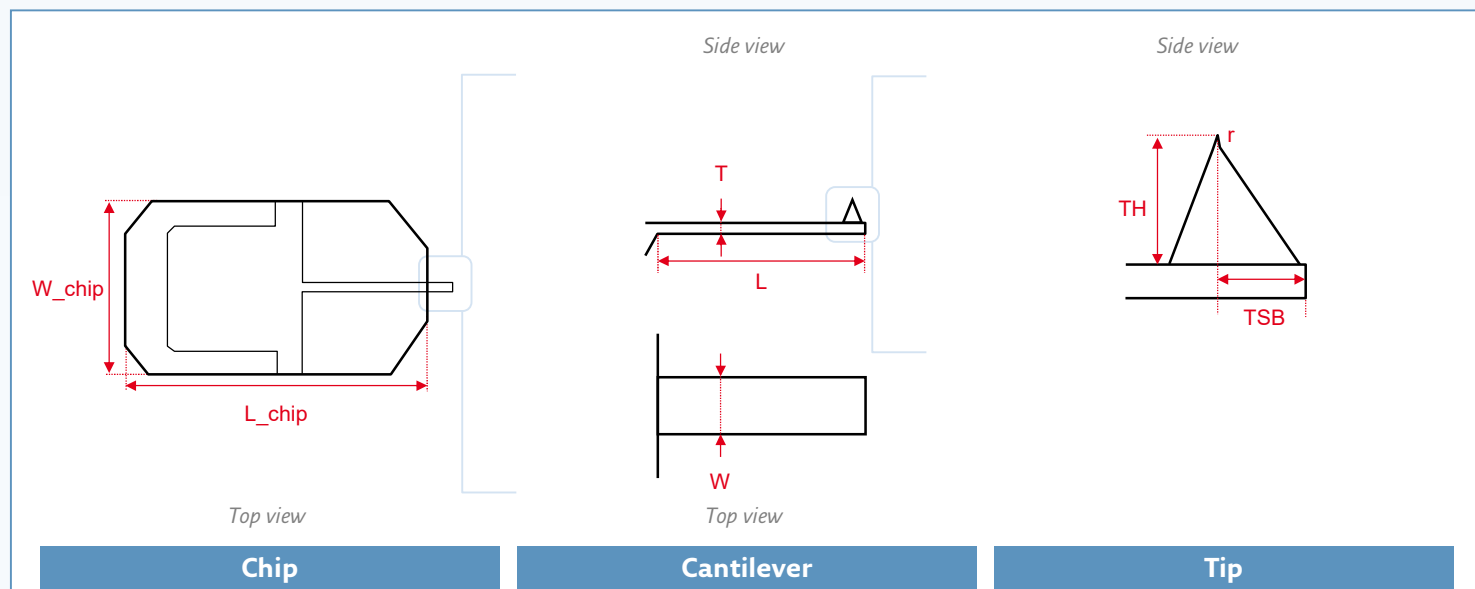 Side view
Side view
T
r
TH
W_chip
L
TSB
L_chip
W
Top view
Top view
Chip
Cantilever
Tip